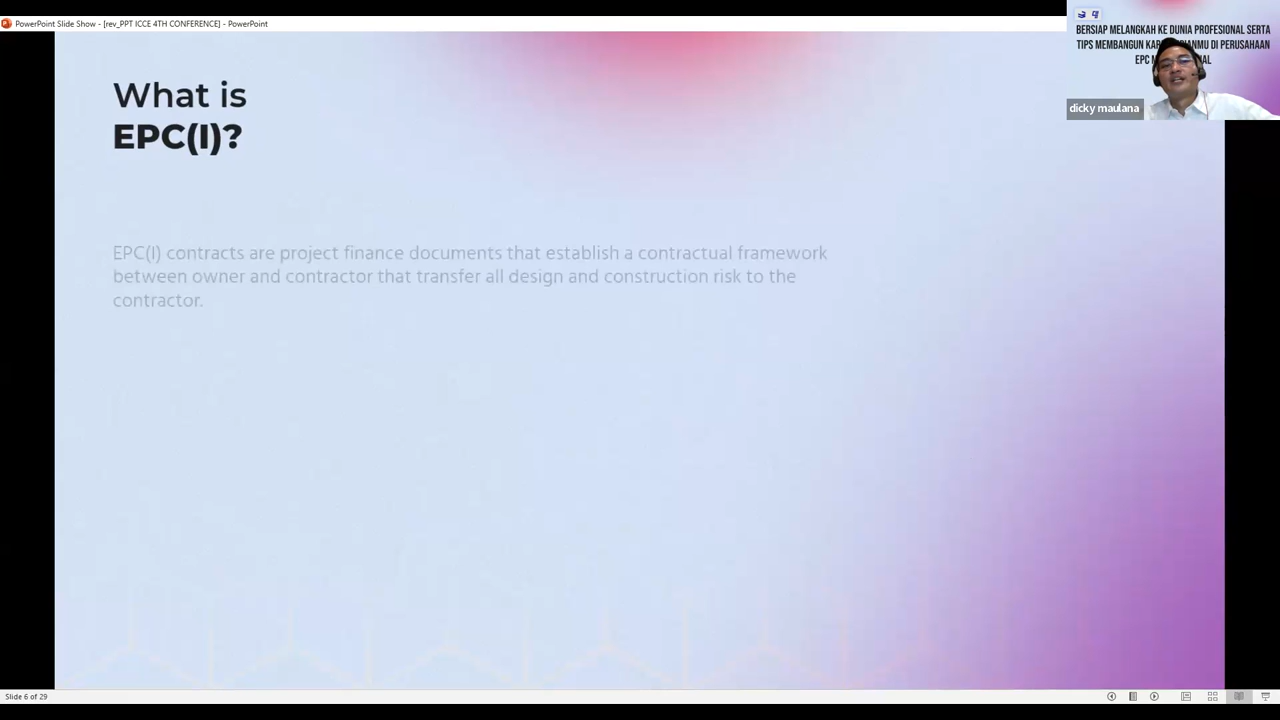 PowerPoint Slide Show - [rev_PPT ICCE 4TH CONFERENCE] - PowerPoint
BERSIAP MELANGKAH KE DUNIA PROFESIONAL SERTA
TIPS MEMBANGUN DI PERUSAHAAN
EPC
dicky maulana
What is
EPC(I)?
EPC(I) contracts are project finance documents that establish a contractual framework
between owner and contractor that transfer all design and construction risk to the
contractor.
Slide 6 of 29